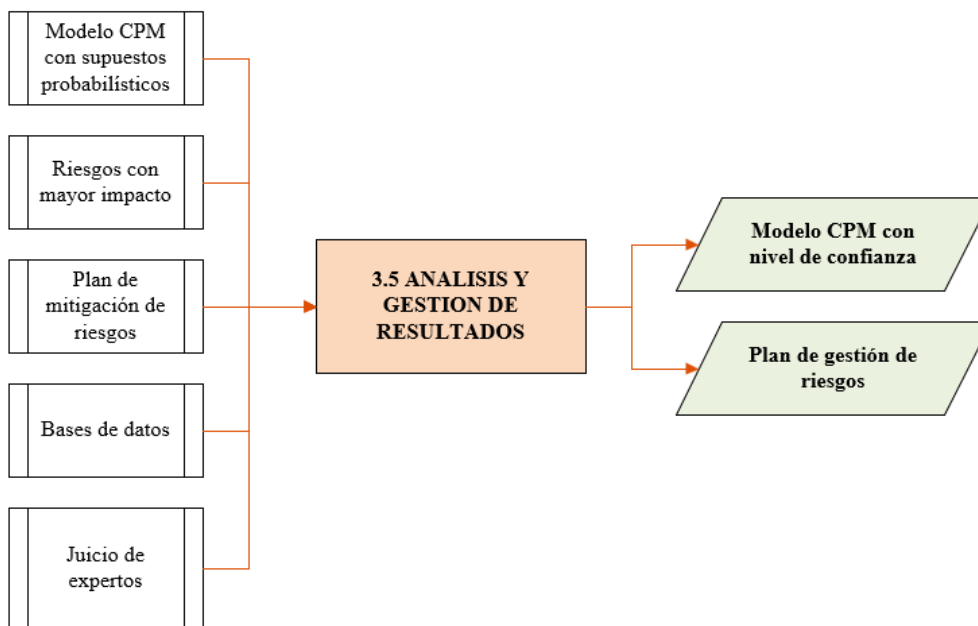 Modelo CPM
con supuestos
probabilísticos
Riesgos con
mayor impacto
Plan de
mitigación de
riesgos
Bases de datos
Juicio de
expertos
3.5 ANALISIS Y
GESTION DE
RESULTADOS
Modelo CPM con
nivel de confianza
Plan de gestión de
riesgos